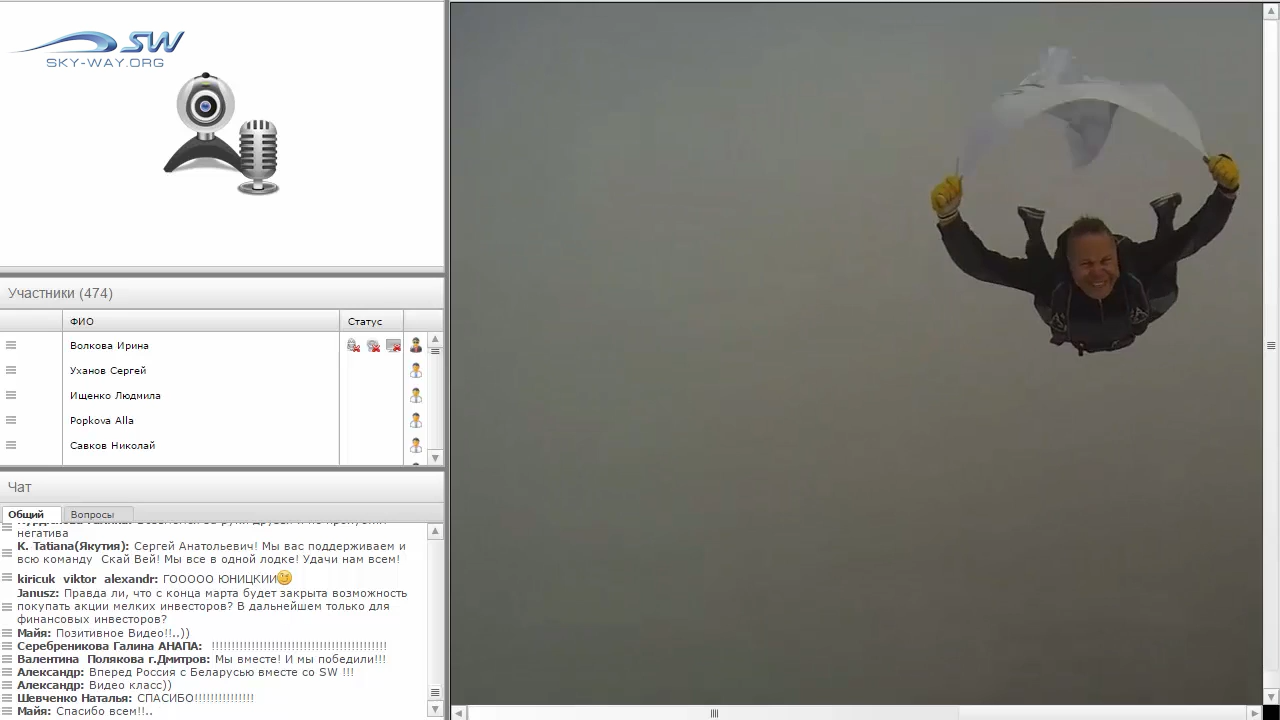 SW
SKY-WAY.ORG
Участники (474)
ФИО Статус
Волкова Ирина
Уханов Сергей
Ищенко Людмила
Popkova Alla
Савков Николай
Чат
Общий Вопросы
негатива
K. Tatiana(Якутия): Сергей Анатольевич! Мы вас поддерживаем и
всю команду Скай Вей! Мы все в одной лодке! Удачи нам всем!
kiricuk viktor alexandr: ГООООО ЮНИЦКИИ
Janusz: Правда ли, что с конца марта будет закрыта возможность
покупать акции мелких инвесторов? В дальнейшем только для
финансовых инвесторов?
Майя: Позитивное Видео!!..))
Серебреникова Галина АНАПА: !!!!!!!!!!!!!!!!!!!!!!!!!!!!!!!!!!!!!!!!
Валентина Полякова г.Дмитров: Мы вместе! И мы победили!!!
Александр: Вперед Россия с Беларусью вместе со SW !!!
Александр: Видео класс))
Шевченко Наталья: СПАСИБО!!!!!!!!!!!!!!
Майя: Спасибо всем!!..